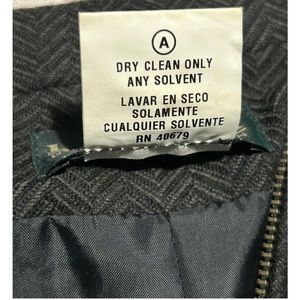 A
DRY CLEAN ONLY
ANY SOLVENT
LAVAR EN SECO
SOLAMENTE
CUALQUIER SOLVENTE
RN 40679